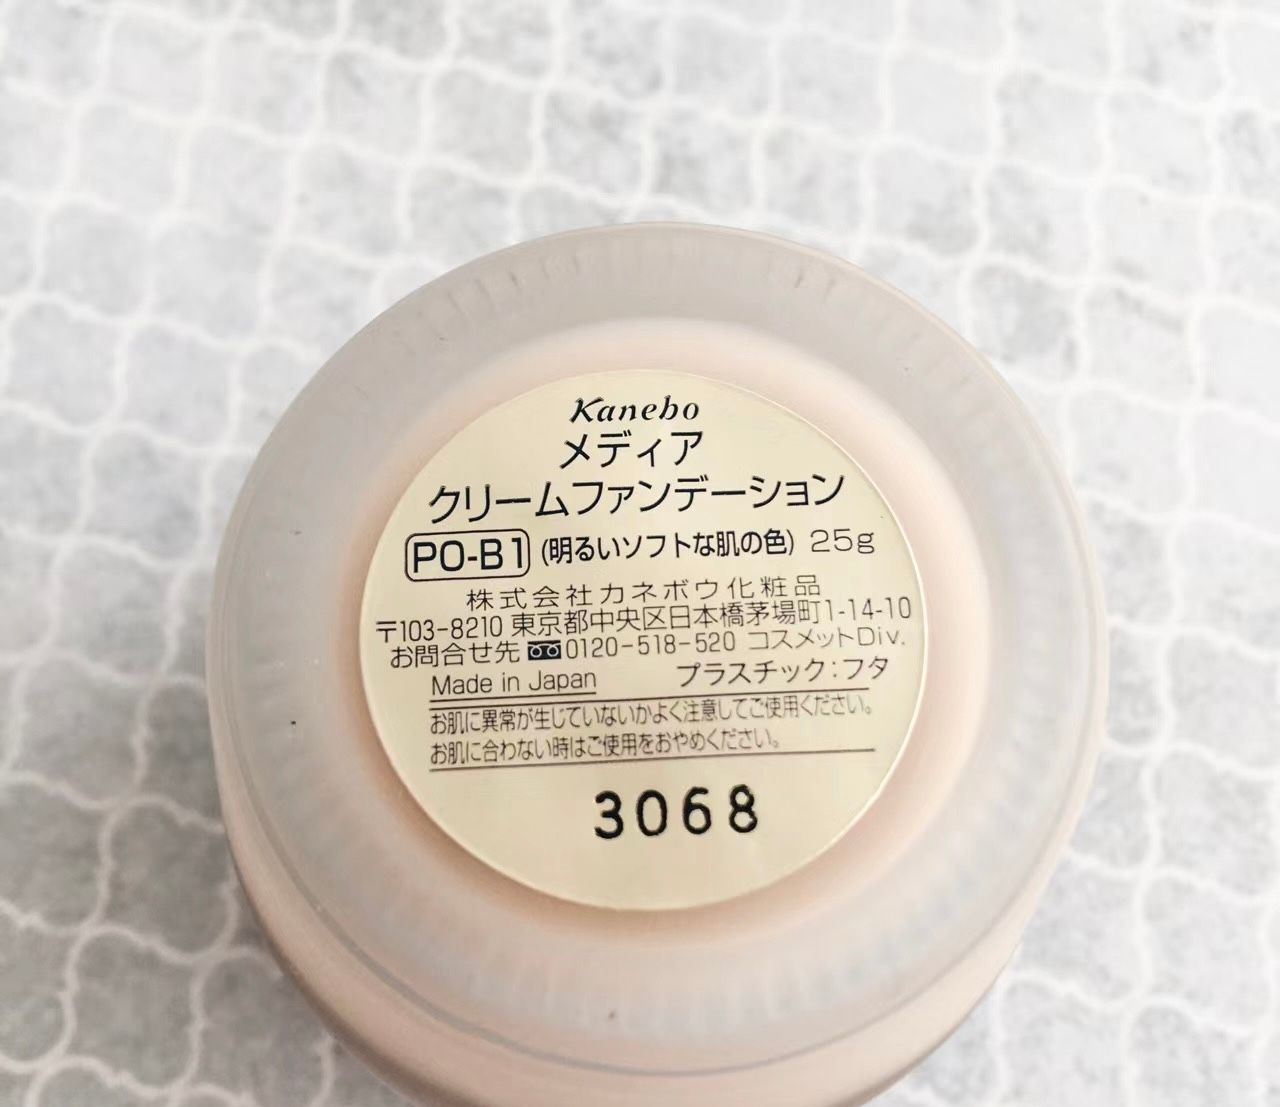 Kanebo
メディア
クリームファンデーション
PO-B1 (明るいソフトな肌の色) 25g
株式会社カネボウ化粧品
〒103-8210 東京都中央区日本橋茅場町1-14-10
お問合せ先 0120-518-520 コスメットDiv.
Made in Japan プラスチック:フタ
お肌に異常が生じていないかよく注意してご使用ください。
お肌に合わない時はご使用をおやめください。
3068